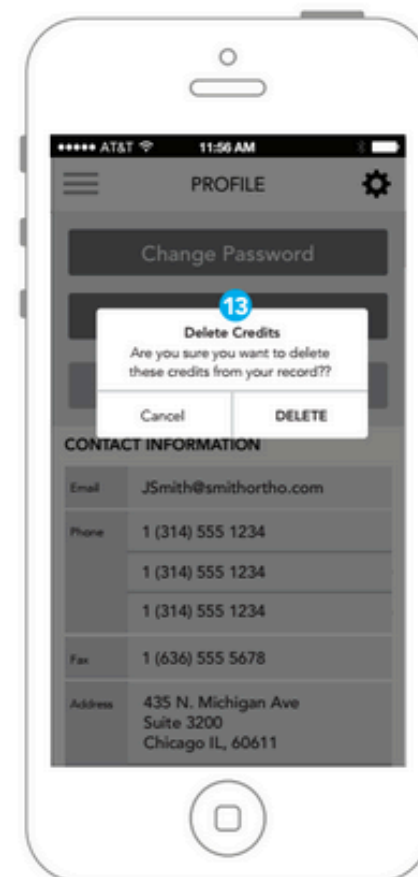 AT&T 11:56 AM
PROFILE
Change Password
13
Delete Credits
Are you sure you want to delete
these credits from your record??
Cancel DELETE
CONTACT INFORMATION
Email JSmith@smithortho.com
Phone 1 (314) 555 1234
1 (314) 555 1234
1 (314) 555 1234
Fax 1 (636) 555 5678
Address 435 N. Michigan Ave
Suite 3200
Chicago IL, 60611